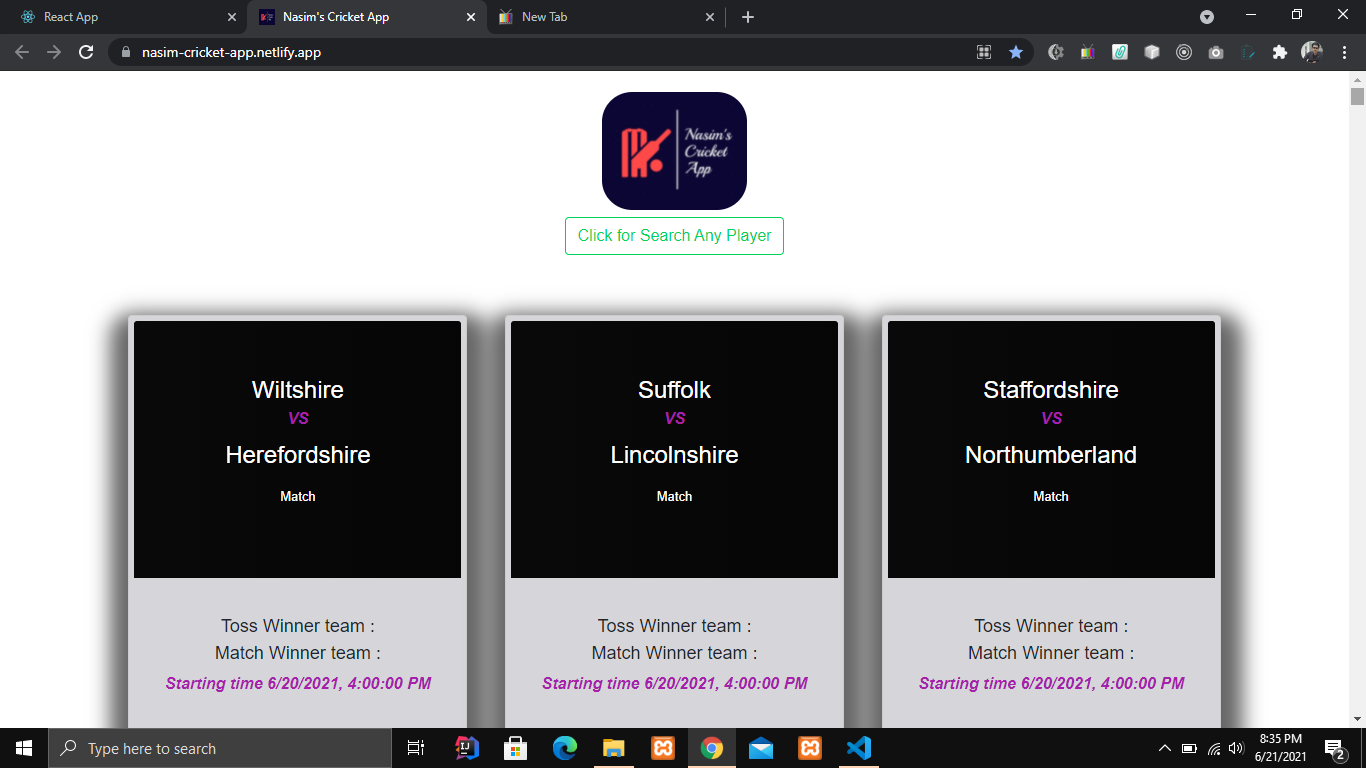 React App
Nasim's Cricket App
New Tab
nasim-cricket-app.netlify.app
Nasim's
Cricket
App
Click for Search Any Player
Wiltshire
VS
Herefordshire
Match
Toss Winner team :
Match Winner team :
Starting time 6/20/2021, 4:00:00 PM
Suffolk
VS
Lincolnshire
Match
Toss Winner team :
Match Winner team :
Starting time 6/20/2021, 4:00:00 PM
Staffordshire
VS
Northumberland
Match
Toss Winner team :
Match Winner team :
Starting time 6/20/2021, 4:00:00 PM
Type here to search
IJ
8:35 PM
6/21/2021
2